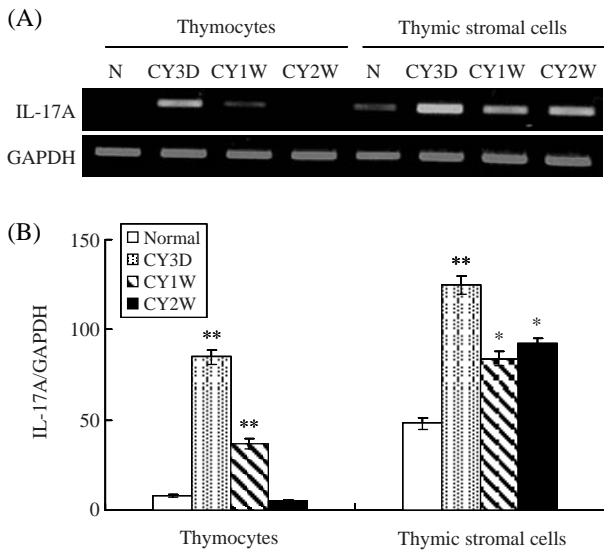 (A)
Thymocytes Thymic stromal cells
N CY3D CY1W CY2W N CY3D CY1W CY2W
IL-17A
GAPDH
(B)
Normal
CY3D
CY1W
CY2W
150
100
50
0
IL-17A/GAPDH
** ** ** * *
Thymocytes Thymic stromal cells